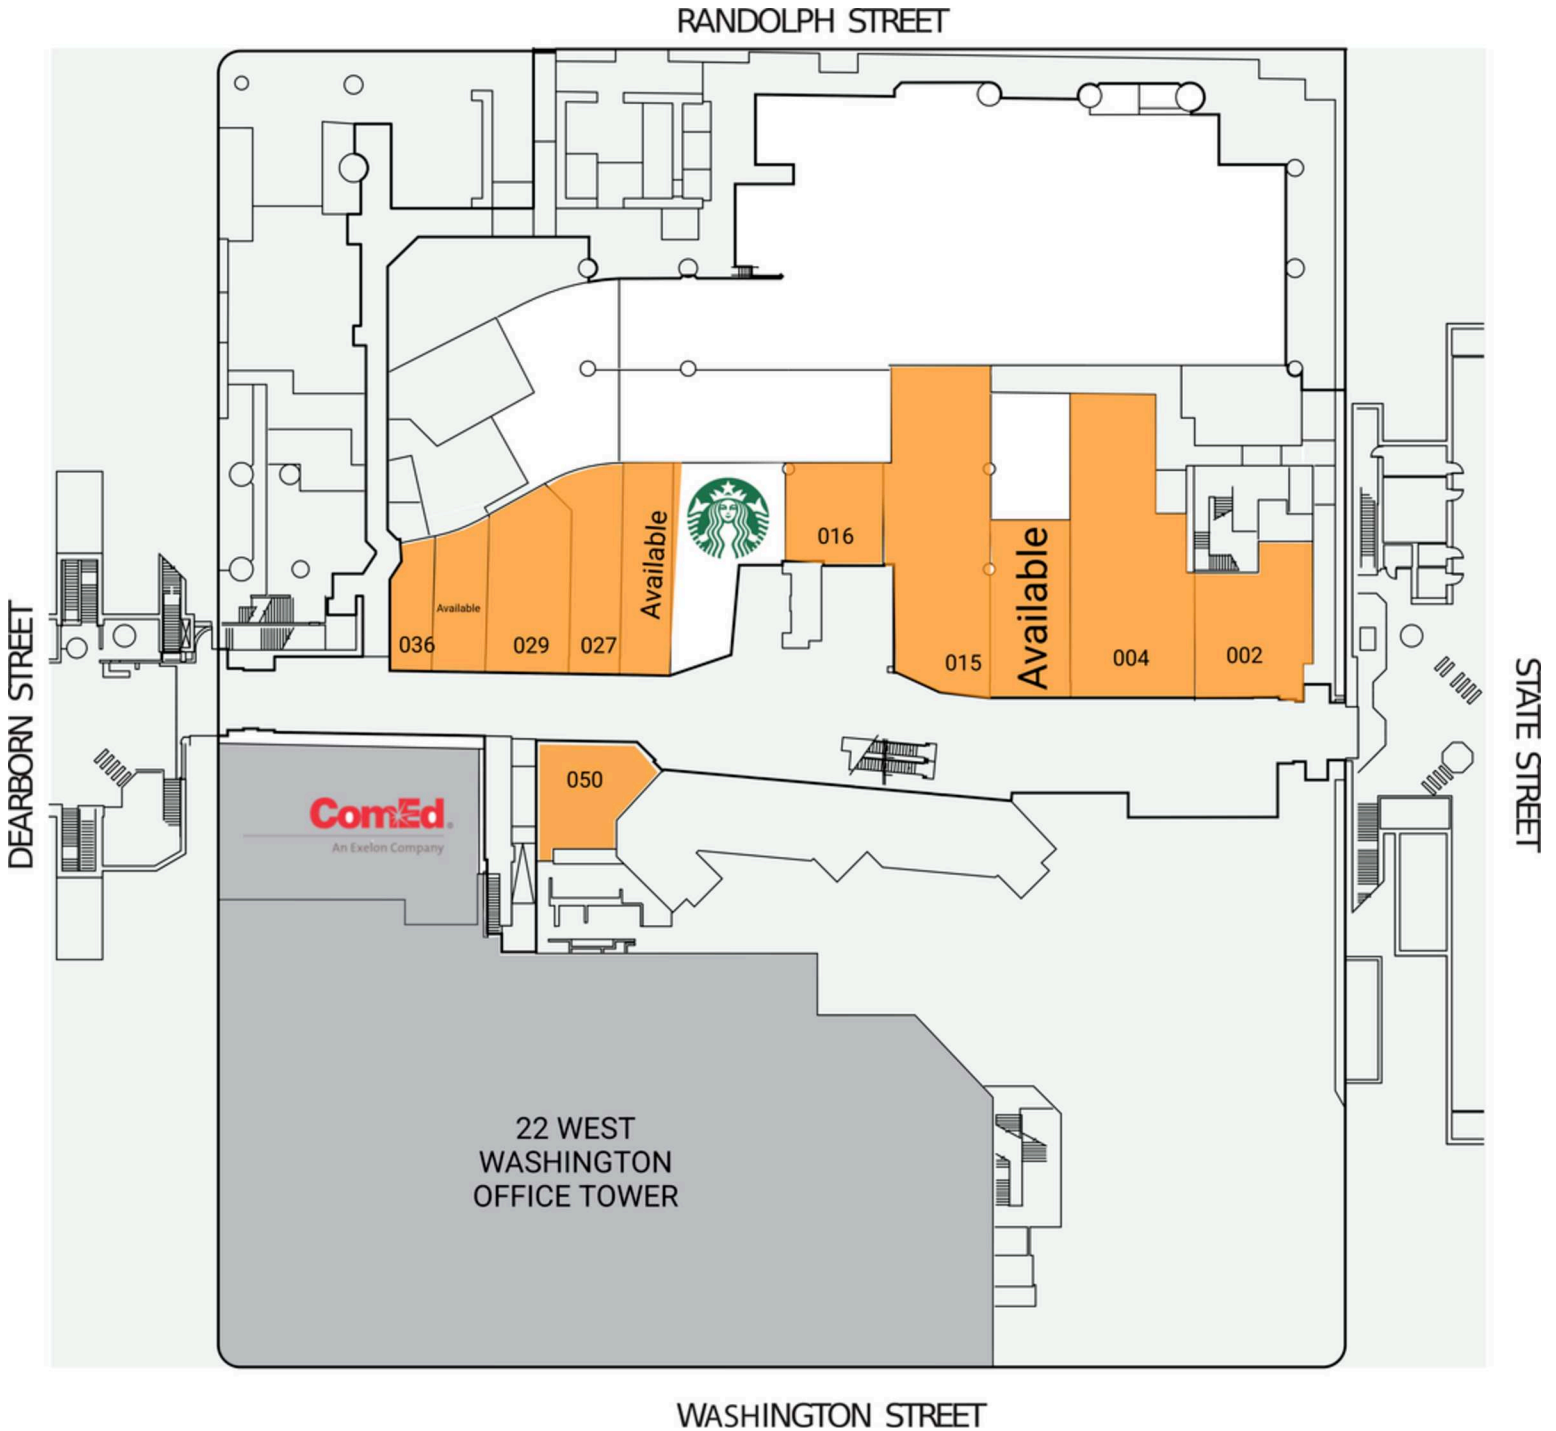 RANDOLPH STREET
Available
016
Available
Available
036
029
027
015
004
002
DEARBORN STREET
STATE STREET
050
ComEd®
An Exelon Company
22 WEST
WASHINGTON
OFFICE TOWER
WASHINGTON STREET